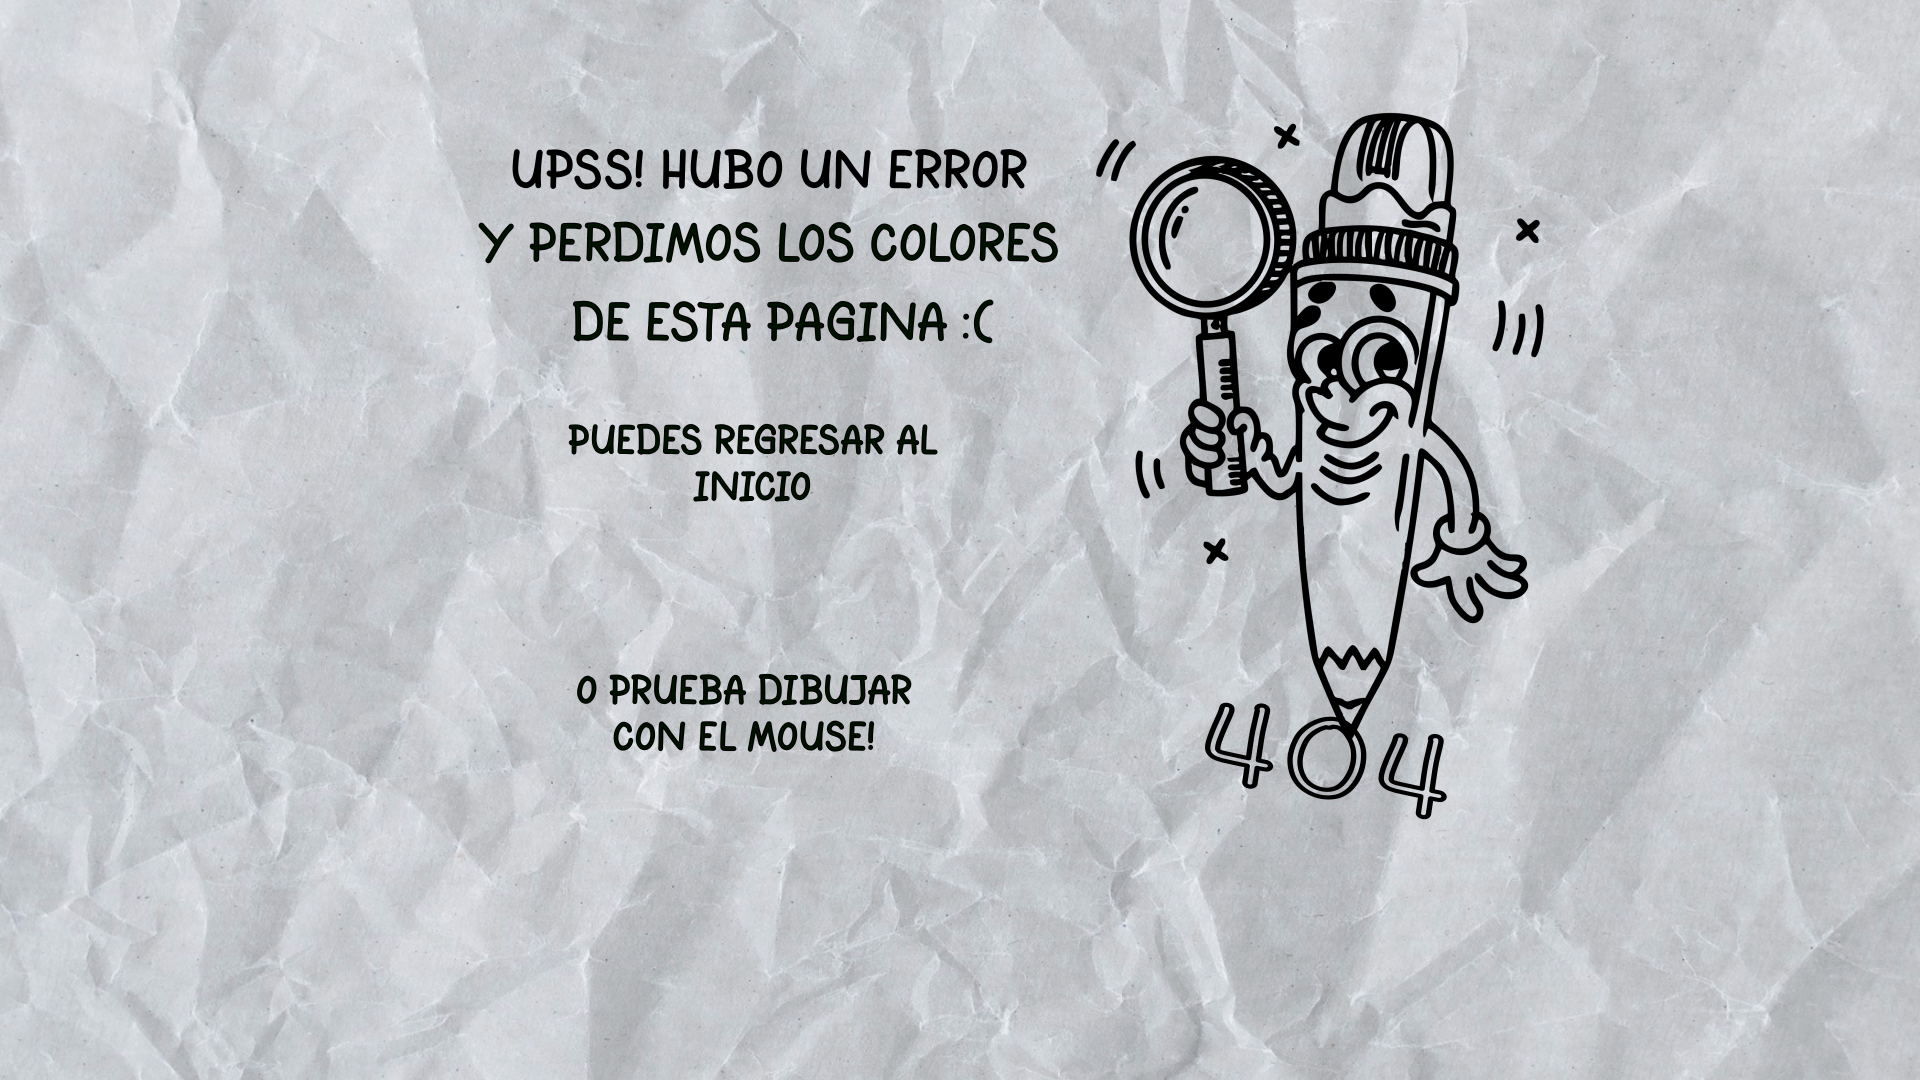 UPSS! HUBO UN ERROR
Y PERDIMOS LOS COLORES
DE ESTA PAGINA :(
PUEDES REGRESAR AL
INICIO
O PRUEBA DIBUJAR
CON EL MOUSE!
404